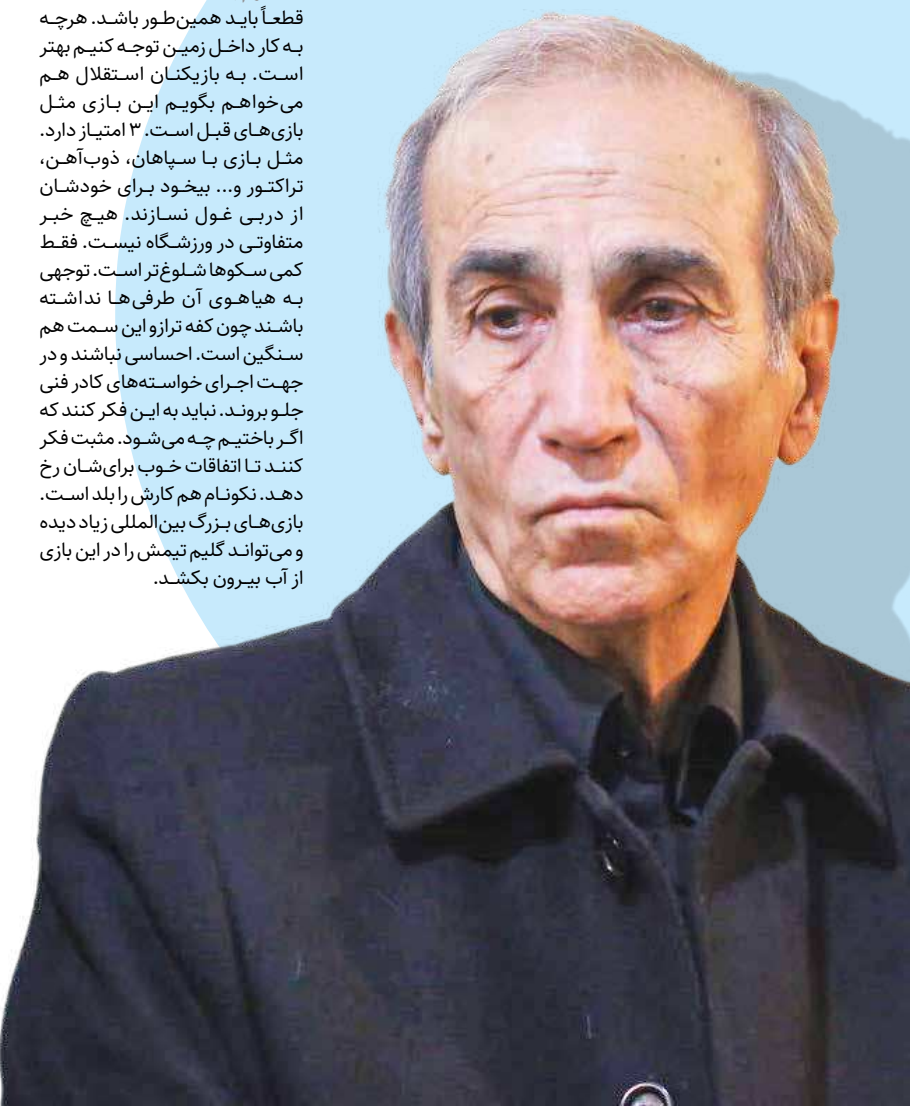 قطعاً باید همین‌طور باشد. هرچه
به کار داخل زمین توجه کنیم بهتر
است. به بازیکنان استقلال هم
می‌خواهم بگویم این بازی مثل
بازی‌های قبل است. ۳ امتیاز دارد.
مثل بازی با سپاهان، ذوب‌آهن،
تراکتور و... بیخود برای خودشان
از دربی غول نسازند. هیچ خبر
متفاوتی در ورزشگاه نیست. فقط
کمی سکوها شلوغ‌تر است. توجهی
به هیاهوی آن طرفی‌ها نداشته
باشند چون کفه ترازو این سمت هم
سنگین است. احساسی نباشند و در
جهت اجرای خواسته‌های کادر فنی
جلو بروند. نباید به این فکر کنند که
اگر باختیم چه می‌شود. مثبت فکر
کنند تا اتفاقات خوب برای‌شان رخ
دهد. نکونام هم کارش را بلد است.
بازی‌های بزرگ بین‌المللی زیاد دیده
و می‌تواند گلیم تیمش را در این بازی
از آب بیرون بکشد.